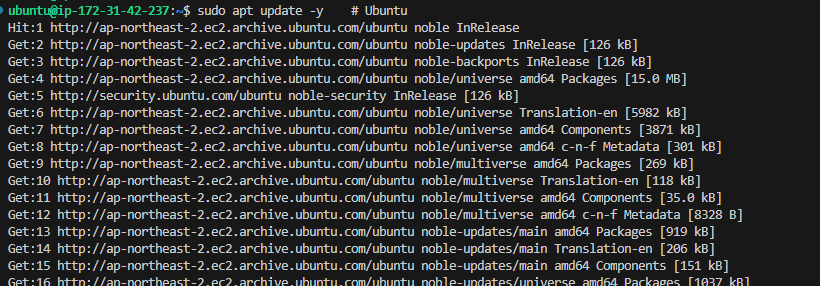 ubuntu@ip-172-31-42-237:~$ sudo apt update -y    # Ubuntu
Hit:1 http://ap-northeast-2.ec2.archive.ubuntu.com/ubuntu noble InRelease
Get:2 http://ap-northeast-2.ec2.archive.ubuntu.com/ubuntu noble-updates InRelease [126 kB]
Get:3 http://ap-northeast-2.ec2.archive.ubuntu.com/ubuntu noble-backports InRelease [126 kB]
Get:4 http://ap-northeast-2.ec2.archive.ubuntu.com/ubuntu noble/universe amd64 Packages [15.0 MB]
Get:5 http://security.ubuntu.com/ubuntu noble-security InRelease [126 kB]
Get:6 http://ap-northeast-2.ec2.archive.ubuntu.com/ubuntu noble/universe Translation-en [5982 kB]
Get:7 http://ap-northeast-2.ec2.archive.ubuntu.com/ubuntu noble/universe amd64 Components [3871 kB]
Get:8 http://ap-northeast-2.ec2.archive.ubuntu.com/ubuntu noble/universe amd64 c-n-f Metadata [301 kB]
Get:9 http://ap-northeast-2.ec2.archive.ubuntu.com/ubuntu noble/multiverse amd64 Packages [269 kB]
Get:10 http://ap-northeast-2.ec2.archive.ubuntu.com/ubuntu noble/multiverse Translation-en [118 kB]
Get:11 http://ap-northeast-2.ec2.archive.ubuntu.com/ubuntu noble/multiverse amd64 Components [35.0 kB]
Get:12 http://ap-northeast-2.ec2.archive.ubuntu.com/ubuntu noble/multiverse amd64 c-n-f Metadata [8328 B]
Get:13 http://ap-northeast-2.ec2.archive.ubuntu.com/ubuntu noble-updates/main amd64 Packages [919 kB]
Get:14 http://ap-northeast-2.ec2.archive.ubuntu.com/ubuntu noble-updates/main Translation-en [206 kB]
Get:15 http://ap-northeast-2.ec2.archive.ubuntu.com/ubuntu noble-updates/main amd64 Components [151 kB]
Get:16 http://ap-northeast-2.ec2.archive.ubuntu.com/ubuntu noble-updates/universe amd64 Packages [1037 kB]